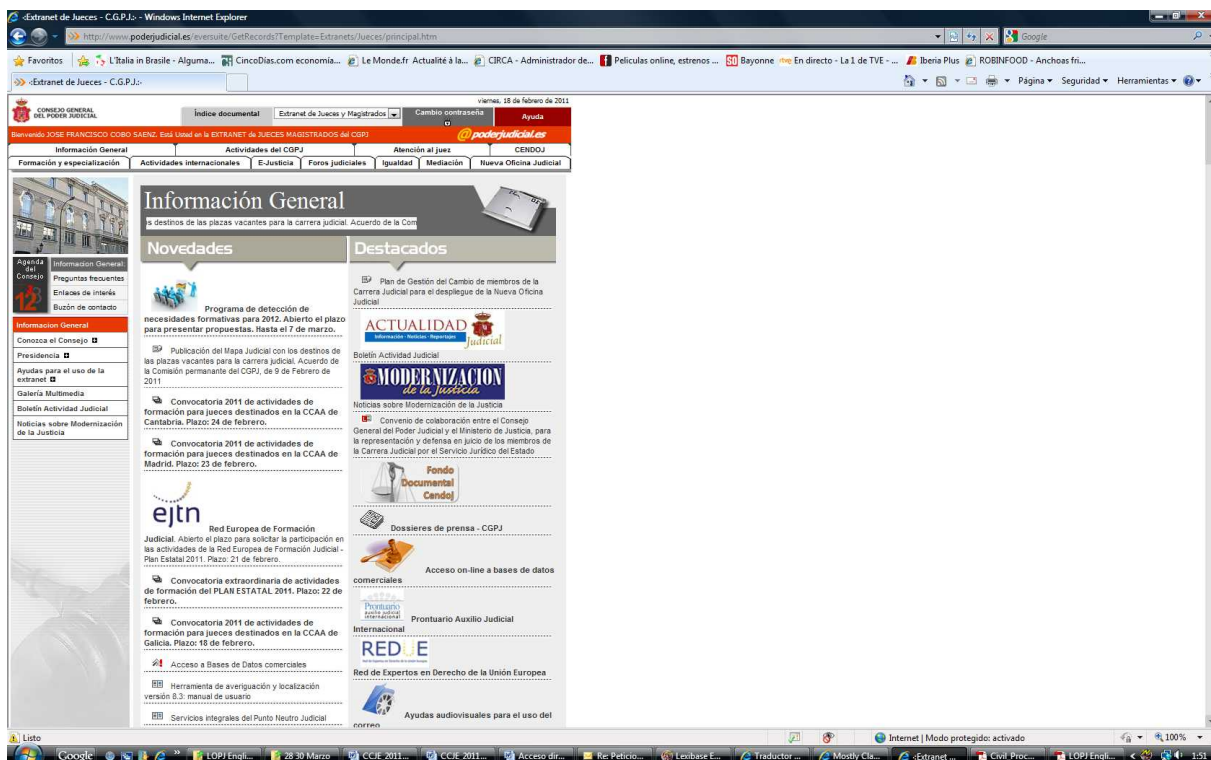 <Extranet de Jueces - C.G.P.J.:- - Windows Internet Explorer
http://www.poderjudicial.es/eversuite/GetRecords?Template=Extranets/Jueces/principal.htm
Google
Favoritos
L'Italia in Brasile - Alguma...
CincoDías.com economía...
Le Monde.fr Actualité à la...
CIRCA - Administrador de...
Peliculas online, estrenos ...
Bayonne
En directo - La 1 de TVE - ...
Iberia Plus
ROBINFOOD - Anchoas fri...
<Extranet de Jueces - C.G.P.J.:-
Página
Seguridad
Herramientas
viernes, 18 de febrero de 2011
CONSEJO GENERAL
DEL PODER JUDICIAL
Índice documental
Extranet de Jueces y Magistrados
Cambio contraseña
Ayuda
Bienvenido JOSE FRANCISCO COBO SAENZ, Está Usted en la EXTRANET de JUECES MAGISTRADOS del CGPJ
@poderjudicial.es
Información General
Actividades del CGPJ
Atención al juez
CENDOJ
Formación y especialización
Actividades internacionales
E-Justicia
Foros judiciales
Igualdad
Mediación
Nueva Oficina Judicial
Agenda
del
Consejo
12
Informacion General
Preguntas frecuentes
Enlaces de interés
Buzón de contacto
Informacion General
Conozca el Consejo
Presidencia
Ayudas para el uso de la
extranet
Galería Multimedia
Boletín Actividad Judicial
Noticias sobre Modernización
de la Justicia
Información General
os destinos de las plazas vacantes para la carrera judicial. Acuerdo de la Com
Novedades
Programa de detección de
necesidades formativas para 2012. Abierto el plazo
para presentar propuestas. Hasta el 7 de marzo.
Publicación del Mapa Judicial con los destinos de
las plazas vacantes para la carrera judicial. Acuerdo de
la Comisión permanante del CGPJ, de 9 de Febrero de
2011
Convocatoria 2011 de actividades de
formación para jueces destinados en la CCAA de
Cantabria. Plazo: 24 de febrero.
Convocatoria 2011 de actividades de
formación para jueces destinados en la CCAA de
Madrid. Plazo: 23 de febrero.
ejtn
Red Europea de Formación
Judicial. Abierto el plazo para solicitar la participación en
las actividades de la Red Europea de Formación Judicial -
Plan Estatal 2011. Plazo: 21 de febrero.
Convocatoria extraordinaria de actividades
de formación del PLAN ESTATAL 2011. Plazo: 22 de
febrero.
Convocatoria 2011 de actividades de
formación para jueces destinados en la CCAA de
Galicia. Plazo: 18 de febrero.
Acceso a Bases de Datos comerciales
Herramienta de averiguación y localización
versión 8.3: manual de usuario
Servicios integrales del Punto Neutro Judicial
Destacados
Plan de Gestión del Cambio de miembros de la
Carrera Judicial para el despliegue de la Nueva Oficina
Judicial
ACTUALIDAD
Información - Noticias - Reportajes
Judicial
Boletín Actividad Judicial
MODERNIZACION
de la Justicia
Noticias sobre Modernización de la Justicia
Convenio de colaboración entre el Consejo
General del Poder Judicial y el Ministerio de Justicia, para
la representación y defensa en juicio de los miembros de
la Carrera Judicial por el Servicio Jurídico del Estado
Fondo
Documental
Cendoj
Dossieres de prensa - CGPJ
Acceso on-line a bases de datos
comerciales
Prontuario
auxilio judicial
internacional
Prontuario Auxilio Judicial
Internacional
REDUE
Red de Expertos en Derecho de la Unión Europea
Ayudas audiovisuales para el uso del
correo
Listo
Internet | Modo protegido: activado
100%
Google
LOPJ Engli...
28 30 Marzo
CCJE 2011...
CCJE 2011...
Acceso dir...
Re: Peticio...
Lexibase E...
Traductor ...
Mostly Cla...
<Extranet ...
Civil Proc...
LOPJ Engli...
1:51